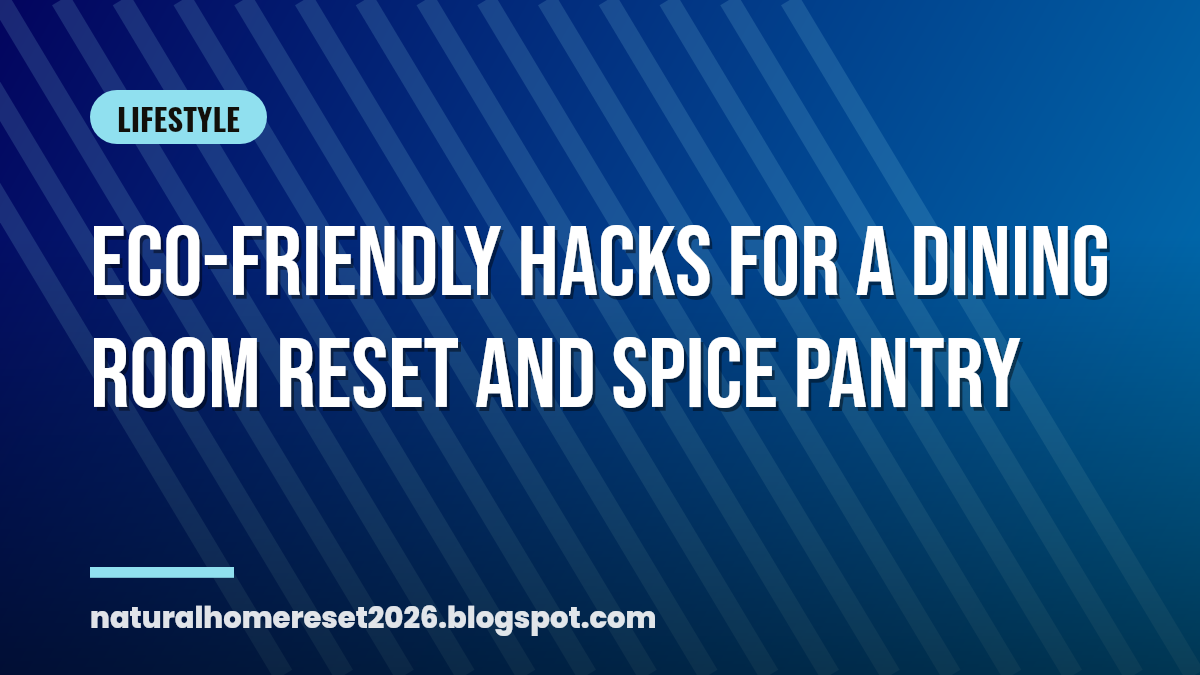 LIFESTYLE
ECO-FRIENDLY HACKS FOR A DINING
ROOM RESET AND SPICE PANTRY
naturalhomereset2026.blogspot.com